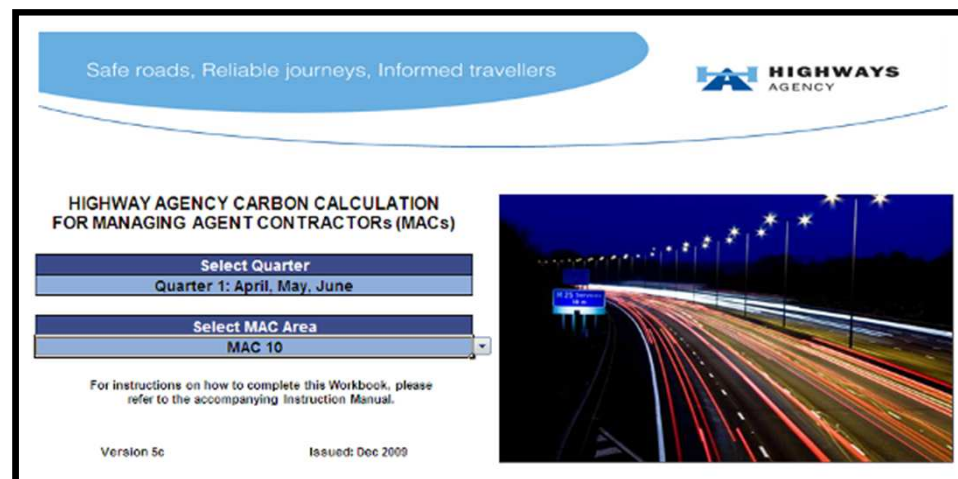 Safe roads, Reliable journeys, Informed travellers
HIGHWAYS
AGENCY
HIGHWAY AGENCY CARBON CALCULATION
FOR MANAGING AGENT CONTRACTORs (MACs)
Select Quarter
Quarter 1: April, May, June
Select MAC Area
MAC 10
For instructions on how to complete this Workbook, please
refer to the accompanying Instruction Manual.
Version 5c Issued: Dec 2009
M 25 Services